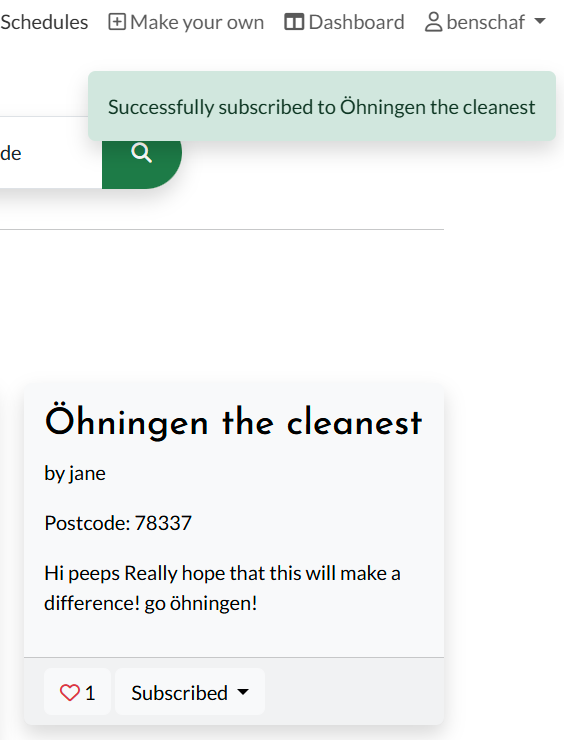 Schedules Make your own Dashboard benschaf
Successfully subscribed to Öhningen the cleanest
de
Öhningen the cleanest
by jane
Postcode: 78337
Hi peeps Really hope that this will make a
difference! go öhningen!
1 Subscribed